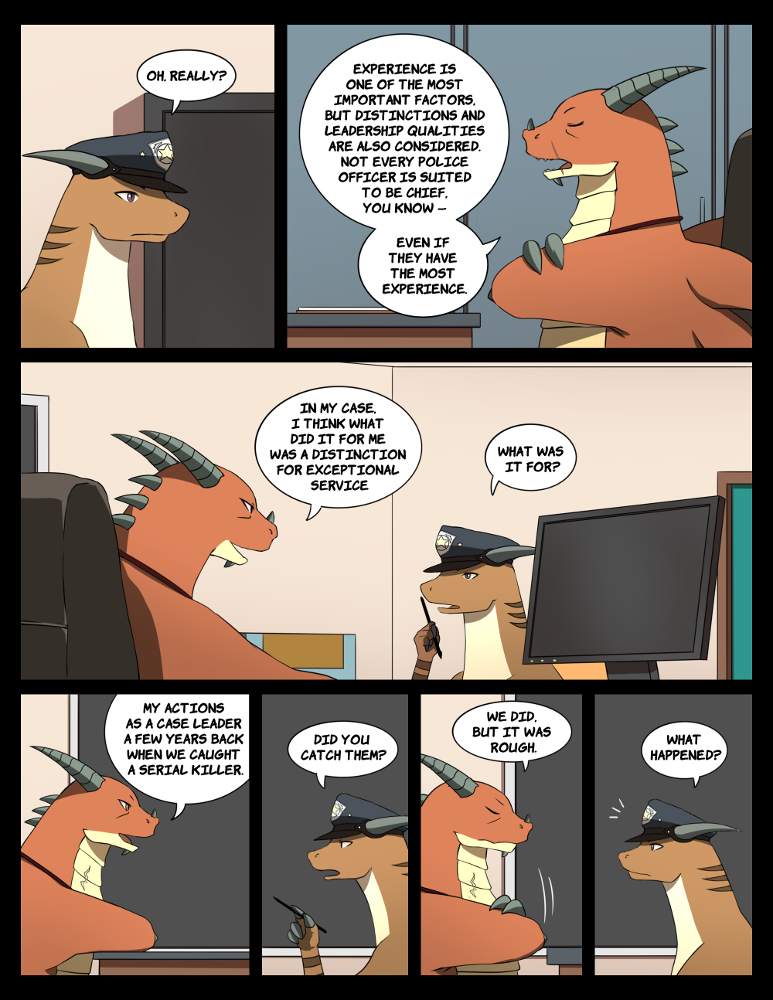 OH, REALLY?
EXPERIENCE IS
ONE OF THE MOST
IMPORTANT FACTORS,
BUT DISTINCTIONS AND
LEADERSHIP QUALITIES
ARE ALSO CONSIDERED.
NOT EVERY POLICE
OFFICER IS SUITED
TO BE CHIEF,
YOU KNOW –
EVEN IF
THEY HAVE
THE MOST
EXPERIENCE.
IN MY CASE,
I THINK WHAT
DID IT FOR ME
WAS A DISTINCTION
FOR EXCEPTIONAL
SERVICE
WHAT WAS
IT FOR?
MY ACTIONS
AS A CASE LEADER
A FEW YEARS BACK
WHEN WE CAUGHT
A SERIAL KILLER.
DID YOU
CATCH THEM?
WE DID,
BUT IT WAS
ROUGH.
WHAT
HAPPENED?